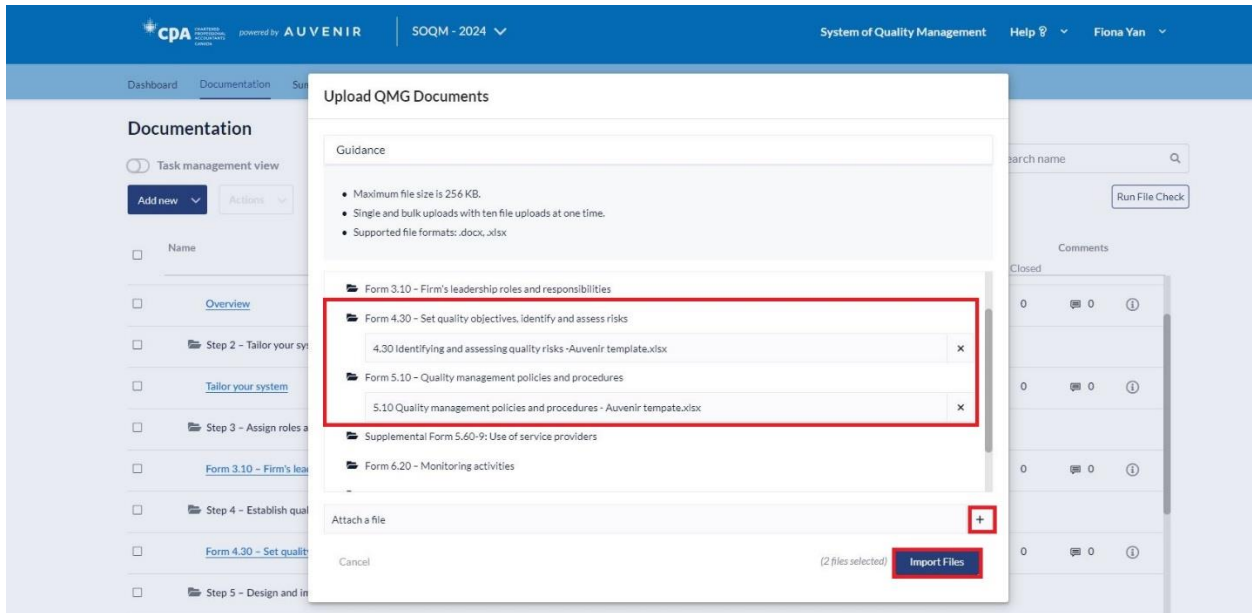 CPA CHARTERED PROFESSIONAL ACCOUNTANTS CANADA powered by AUVENIR SOQM - 2024 System of Quality Management Help Fiona Yan
Dashboard Documentation Sum
Upload QMG Documents
Documentation
Task management view
Add new Actions
Guidance
• Maximum file size is 256 KB.
• Single and bulk uploads with ten file uploads at one time.
• Supported file formats: .docx, .xlsx
earch name
Run File Check
Name
Comments
Closed
Form 3.10 – Firm's leadership roles and responsibilities
Form 4.30 – Set quality objectives, identify and assess risks
4.30 Identifying and assessing quality risks -Auvenir template.xlsx ×
Form 5.10 – Quality management policies and procedures
5.10 Quality management policies and procedures - Auvenir tempate.xlsx ×
Supplemental Form 5.60-9: Use of service providers
Form 6.20 – Monitoring activities
Attach a file +
Cancel (2 files selected) Import Files
Overview 0 0
Step 2 – Tailor your sys
Tailor your system 0 0
Step 3 – Assign roles a
Form 3.10 – Firm's lea 0 0
Step 4 – Establish qual
Form 4.30 – Set qualit 0 0
Step 5 – Design and in